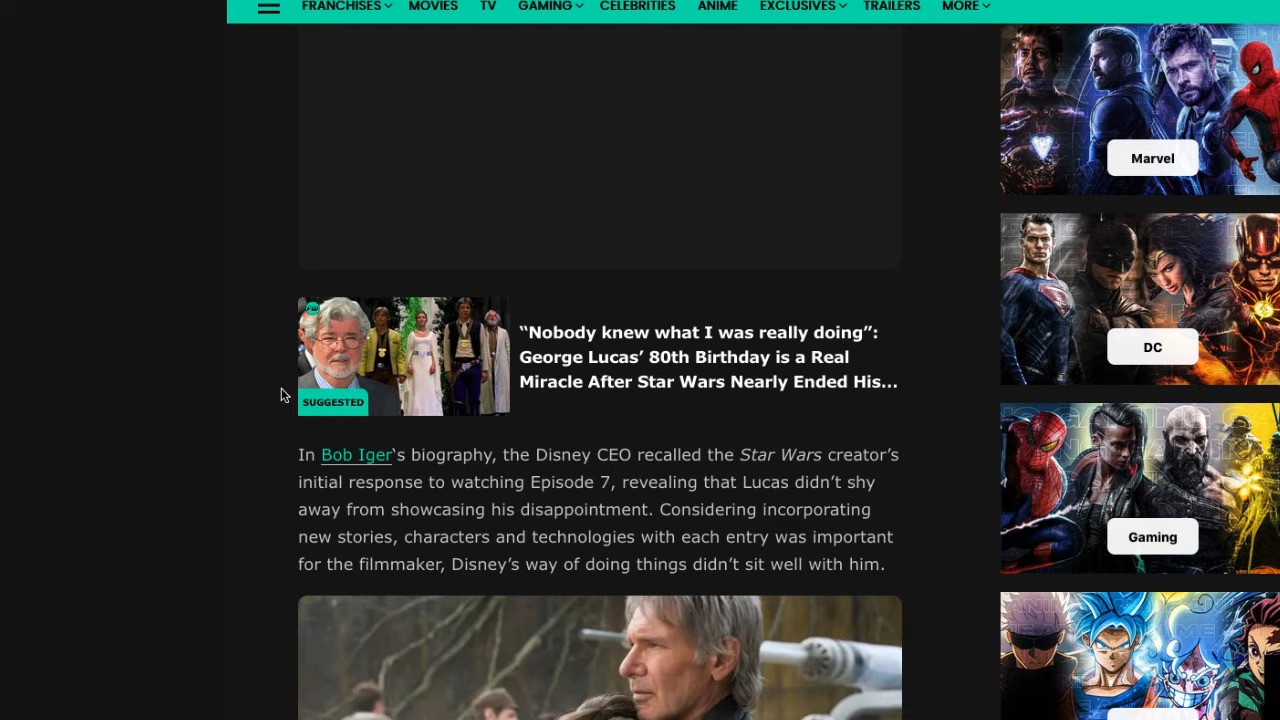 FRANCHISES MOVIES TV GAMING CELEBRITIES ANIME EXCLUSIVES TRAILERS MORE
Marvel
DC
“Nobody knew what I was really doing”:
George Lucas’ 80th Birthday is a Real
Miracle After Star Wars Nearly Ended His...
SUGGESTED
In Bob Iger‘s biography, the Disney CEO recalled the Star Wars creator’s
initial response to watching Episode 7, revealing that Lucas didn’t shy
away from showcasing his disappointment. Considering incorporating
new stories, characters and technologies with each entry was important
for the filmmaker, Disney’s way of doing things didn’t sit well with him.
Gaming